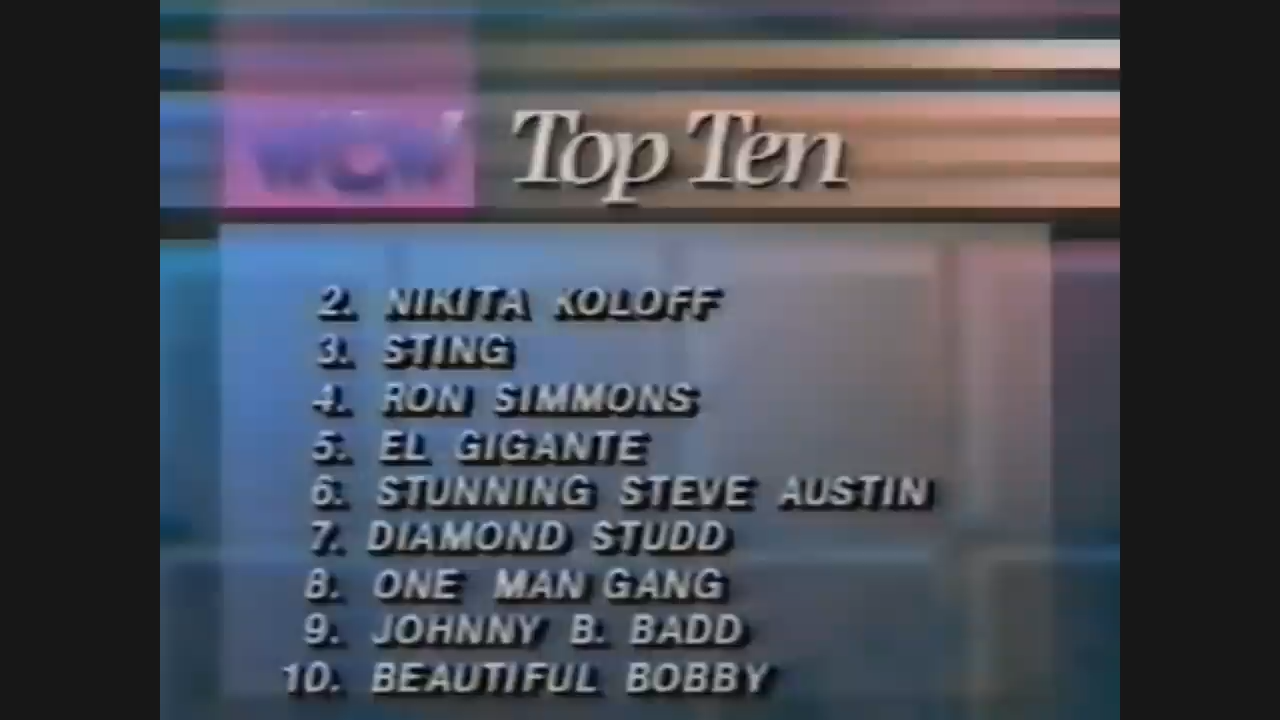 WCW Top Ten
2. NIKITA KOLOFF
3. STING
4. RON SIMMONS
5. EL GIGANTE
6. STUNNING STEVE AUSTIN
7. DIAMOND STUDD
8. ONE MAN GANG
9. JOHNNY B. BADD
10. BEAUTIFUL BOBBY